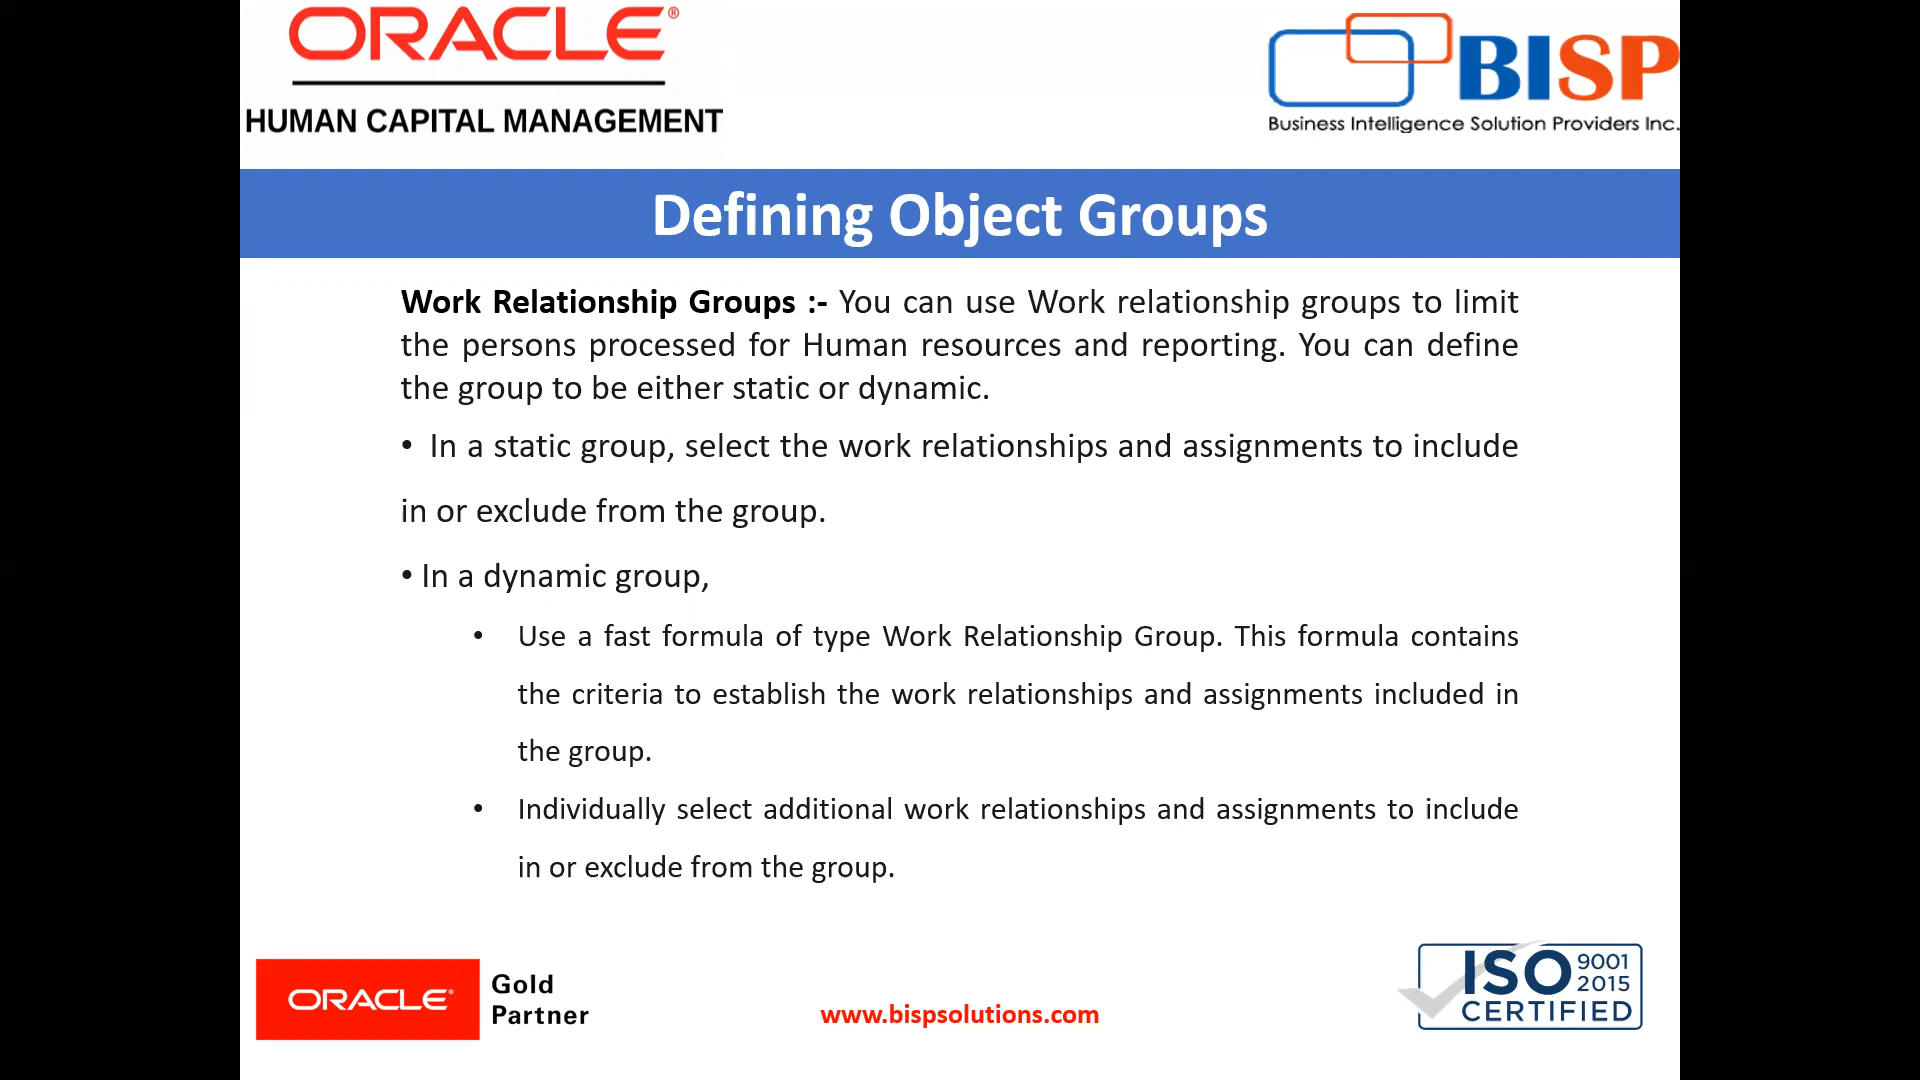 ORACLE®
HUMAN CAPITAL MANAGEMENT
BISP
Business Intelligence Solution Providers Inc.
Defining Object Groups
Work Relationship Groups :- You can use Work relationship groups to limit
the persons processed for Human resources and reporting. You can define
the group to be either static or dynamic.
• In a static group, select the work relationships and assignments to include
in or exclude from the group.
• In a dynamic group,
• Use a fast formula of type Work Relationship Group. This formula contains
the criteria to establish the work relationships and assignments included in
the group.
• Individually select additional work relationships and assignments to include
in or exclude from the group.
ORACLE®
Gold
Partner
www.bispsolutions.com
ISO 9001
2015
CERTIFIED